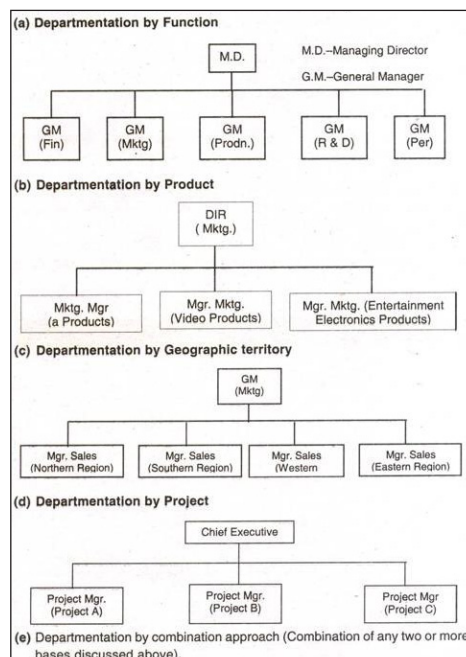 (a) Departmentation by Function
M.D.
M.D.–Managing Director
G.M.–General Manager
GM
(Fin)
GM
(Mktg)
GM
(Prodn.)
GM
(R & D)
GM
(Per)
(b) Departmentation by Product
DIR
( Mktg.)
Mktg. Mgr
(a Products)
Mgr. Mktg.
(Video Products)
Mgr. Mktg. (Entertainment
Electronics Products)
(c) Departmentation by Geographic territory
GM
(Mktg)
Mgr. Sales
(Northern Region)
Mgr. Sales
(Southern Region)
Mgr. Sales
(Western
Mgr. Sales
(Eastern Region)
(d) Departmentation by Project
Chief Executive
Project Mgr.
(Project A)
Project Mgr.
(Project B)
Project Mgr
(Project C)
(e) Departmentation by combination approach (Combination of any two or more
bases discussed above)